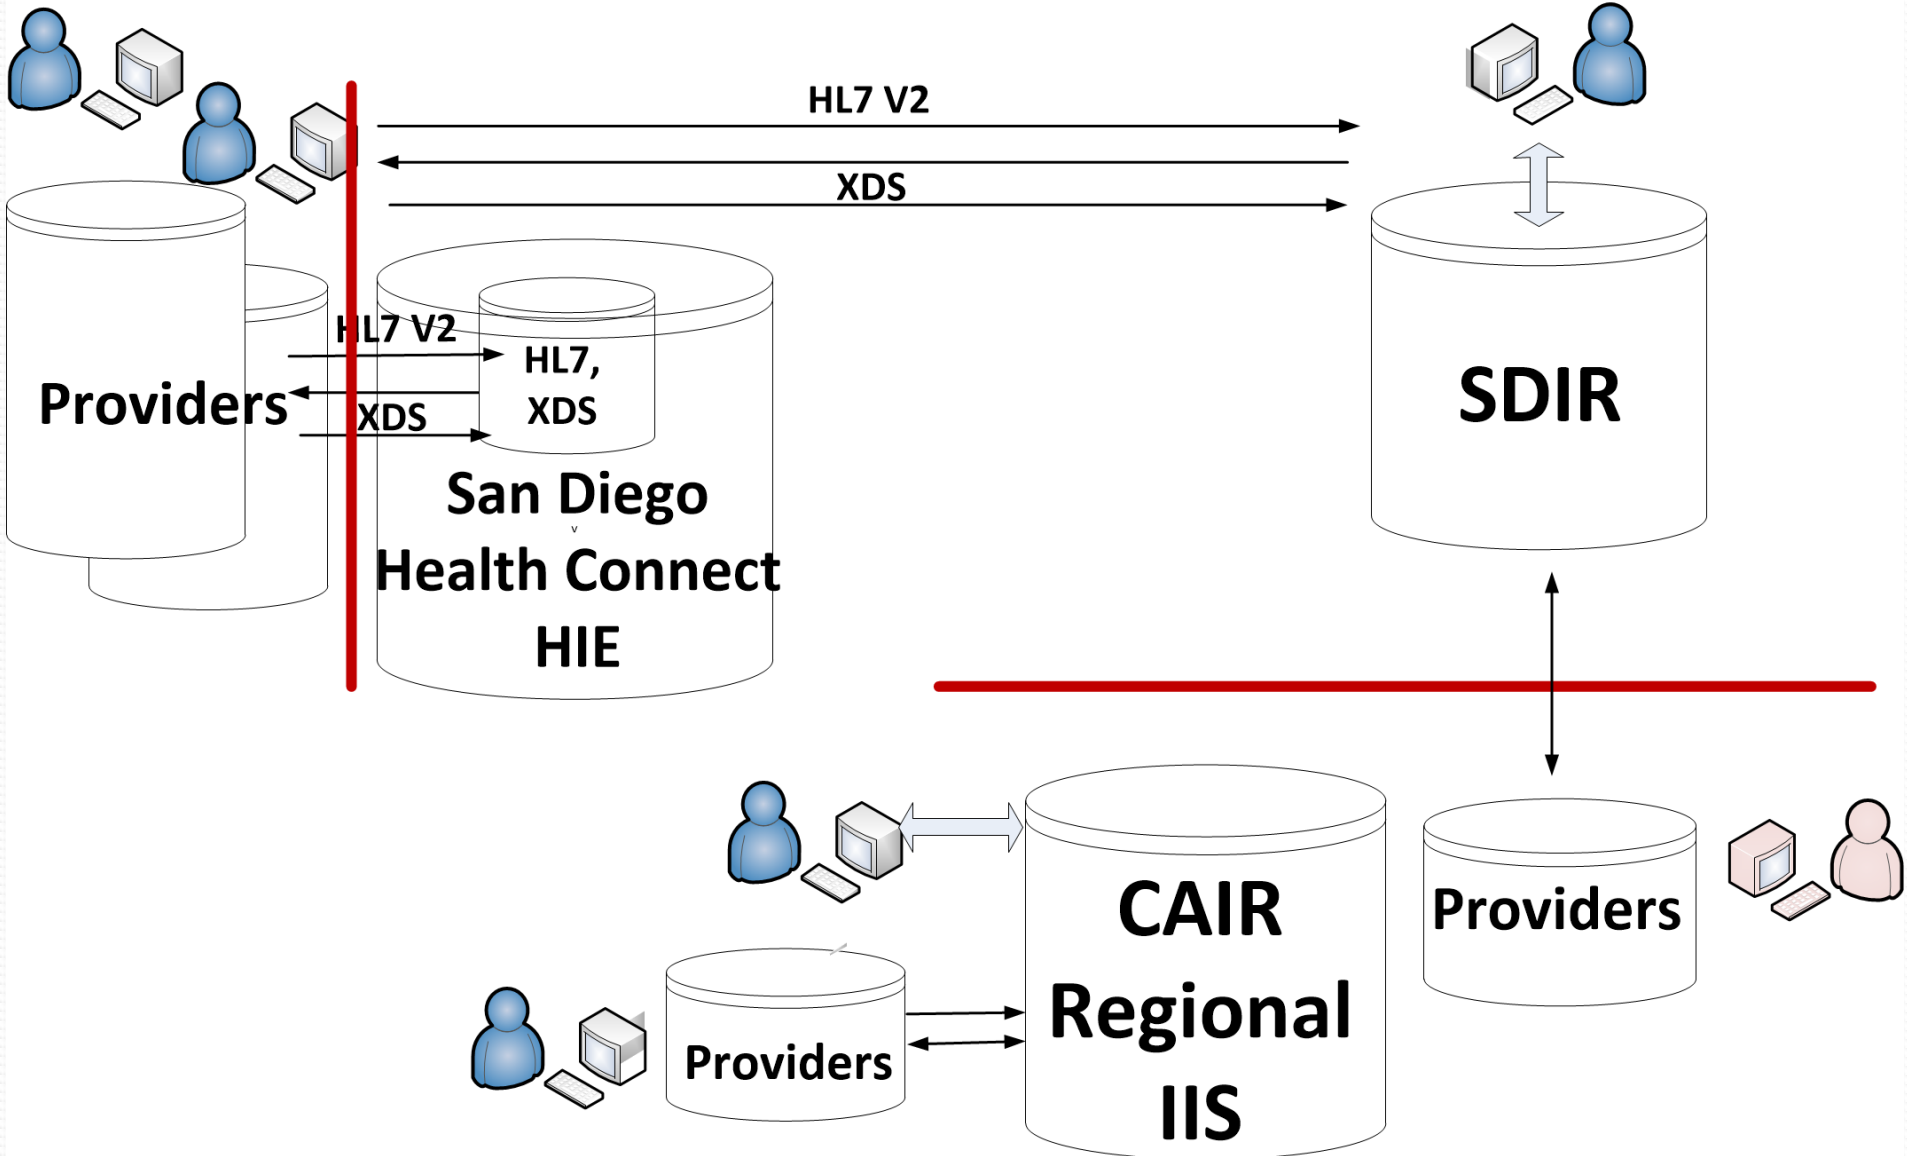 HL7 V2
XDS
HL7 V2
XDS
HL7,
XDS
Providers
San Diego
v
Health Connect
HIE
SDIR
CAIR
Regional
IIS
Providers
Providers